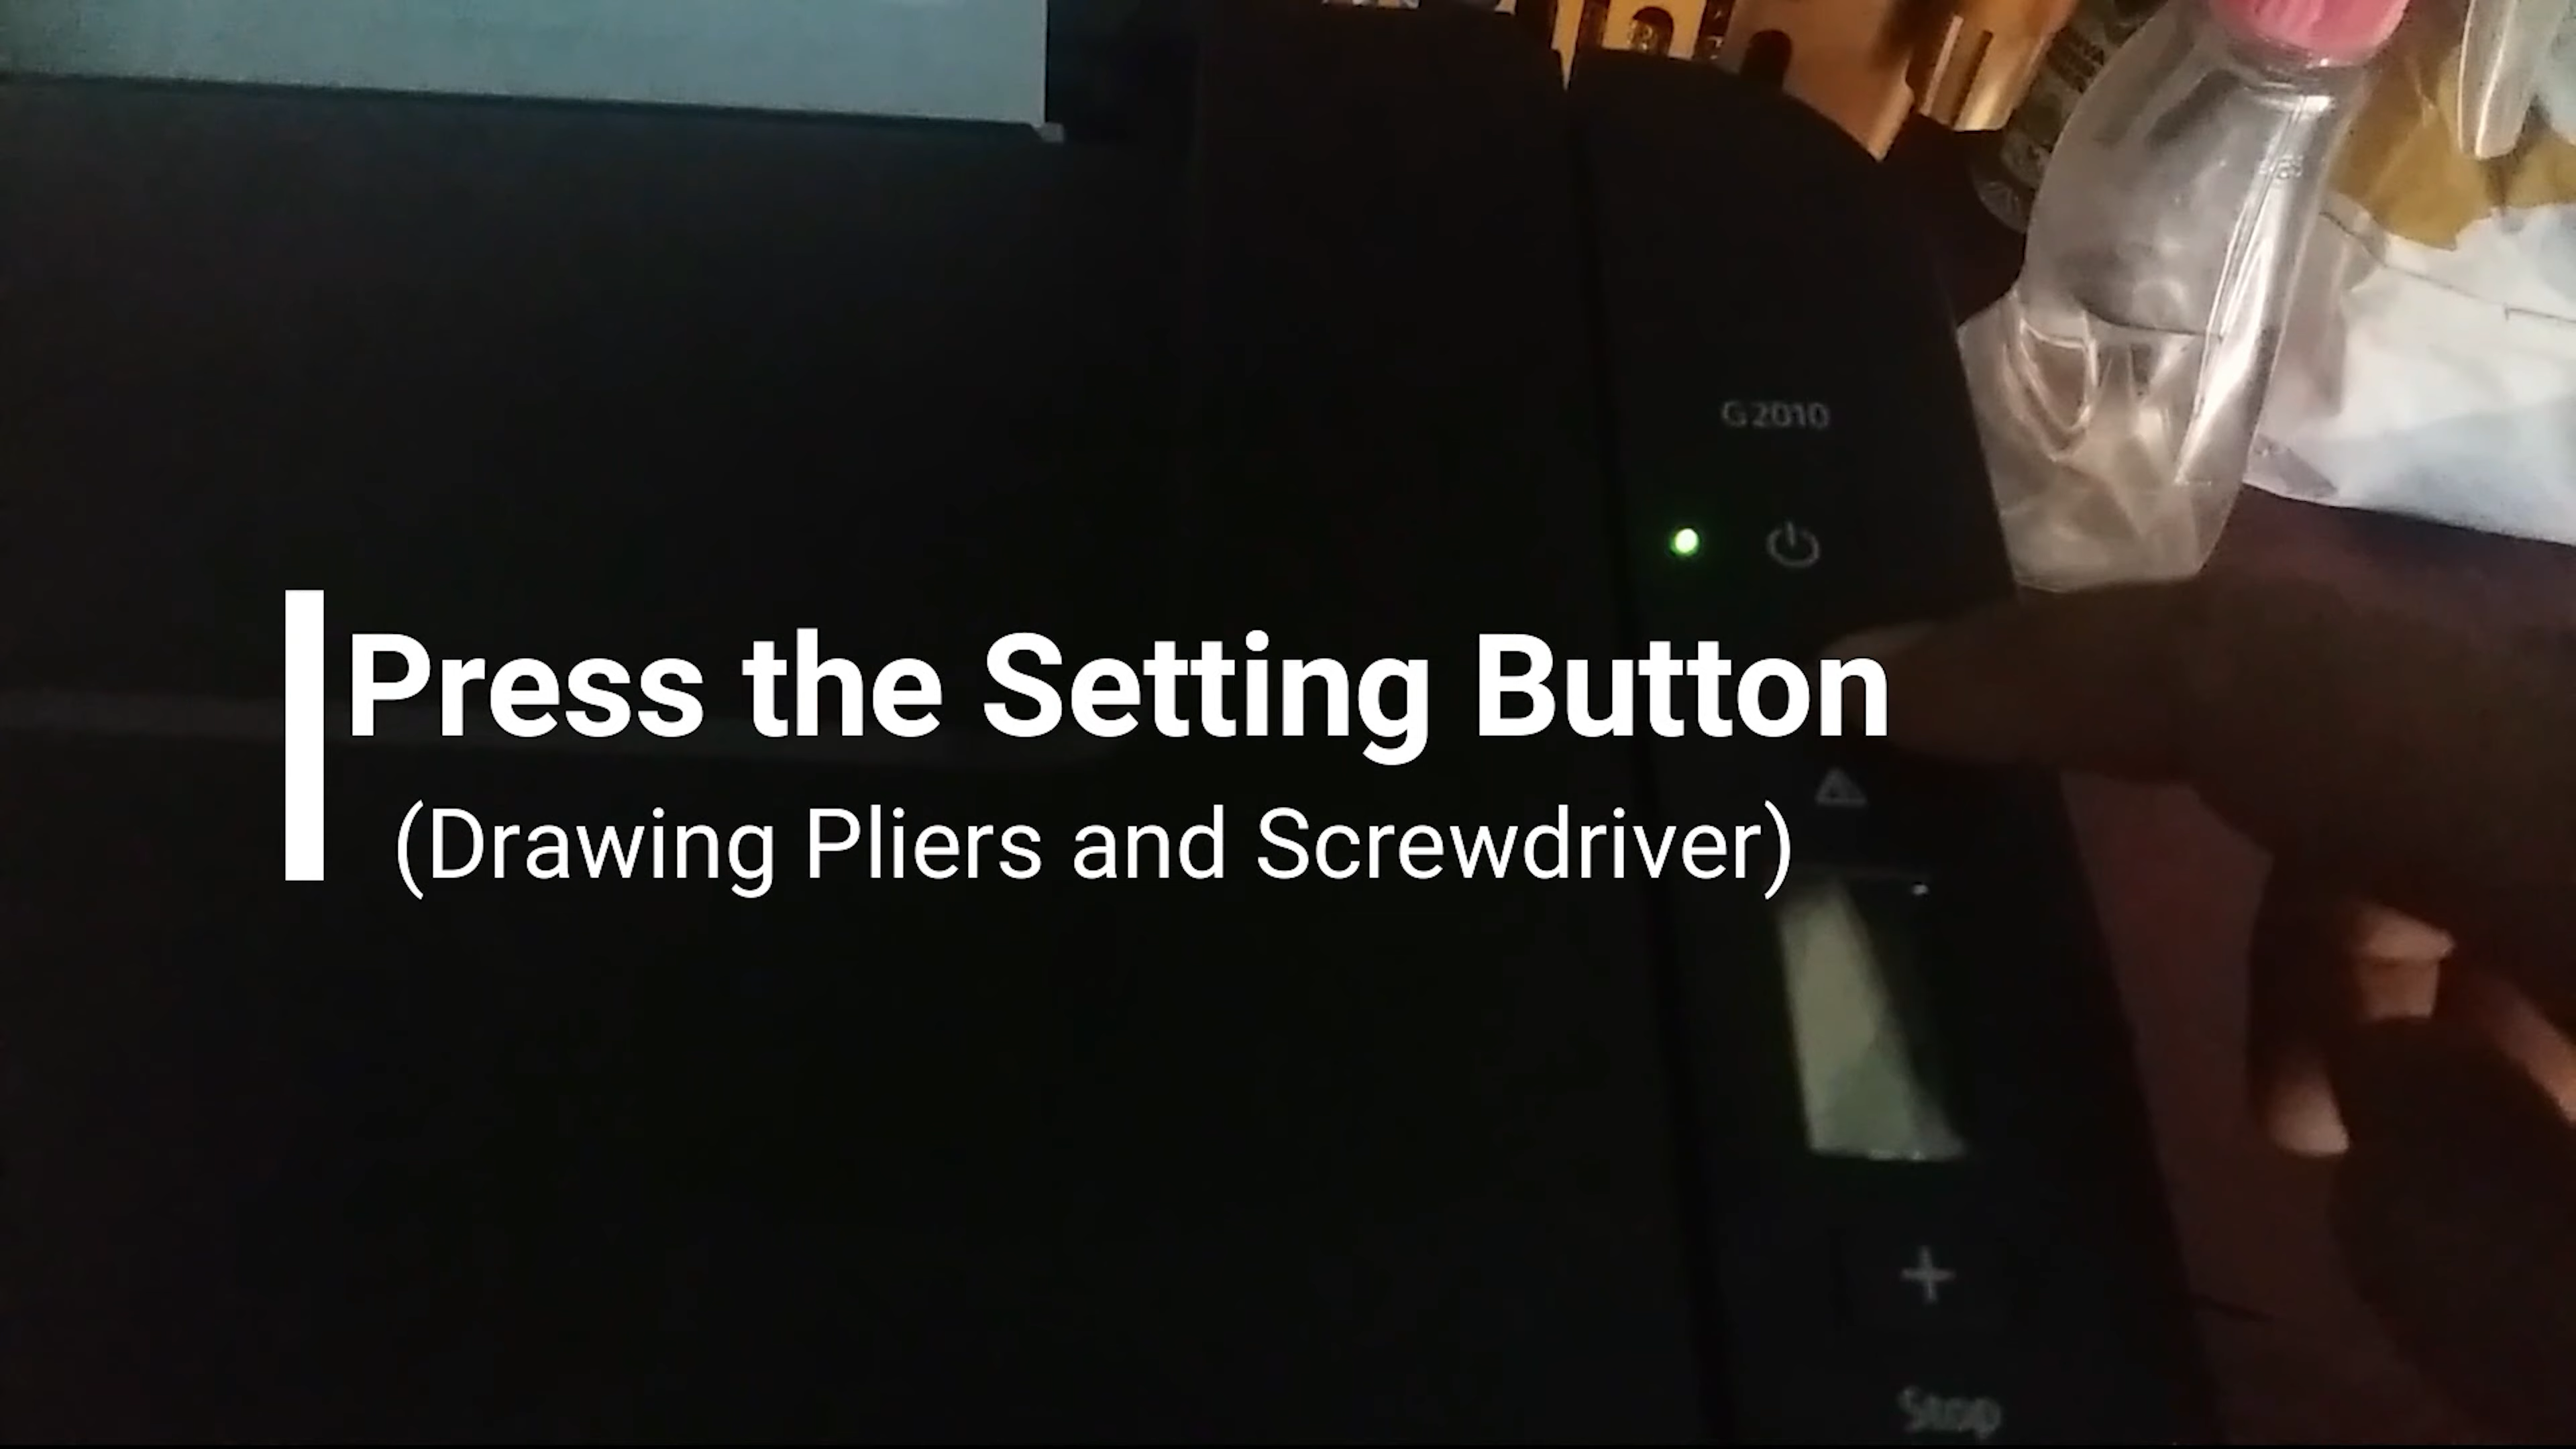 G2010
Press the Setting Button
(Drawing Pliers and Screwdriver)
+
Stop